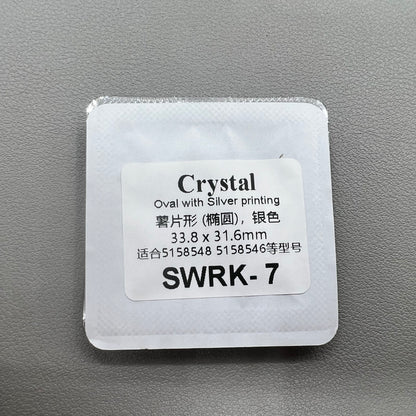 Crystal
Oval with Silver printing
薯片形 (椭圆)，银色
33.8 x 31.6mm
适合5158548 5158546等型号
SWRK- 7